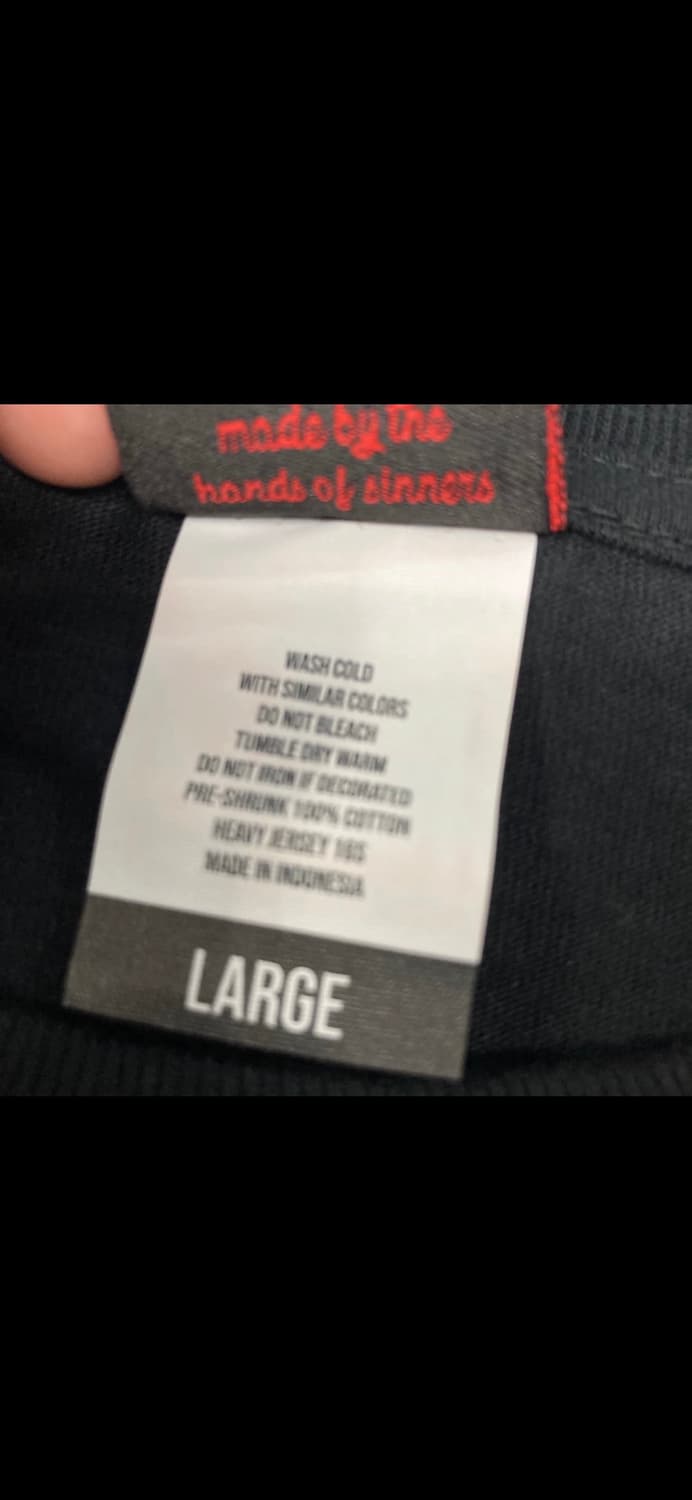 made by the
hands of sinners
WASH COLD
WITH SIMILAR COLORS
DO NOT BLEACH
TUMBLE DRY WARM
DO NOT IRON IF DECORATED
PRE-SHRUNK 100% COTTON
HEAVY JERSEY 16S
MADE IN INDONESIA
LARGE